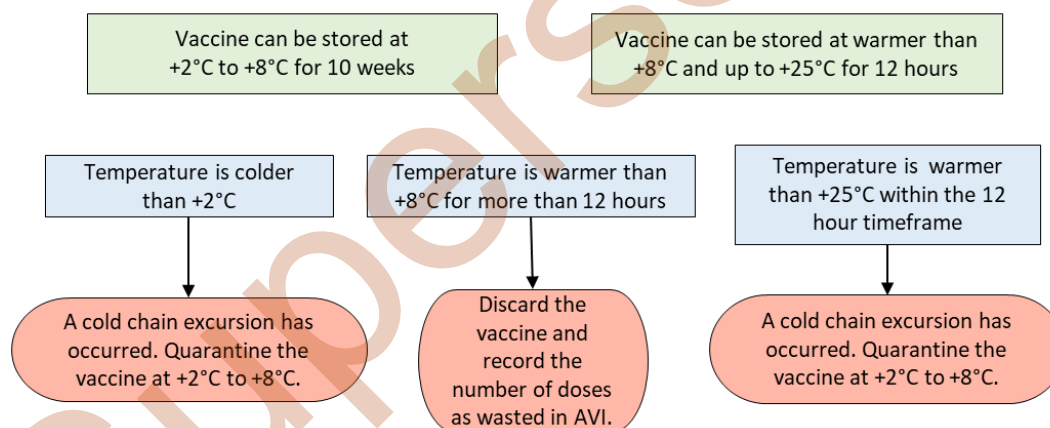 Vaccine can be stored at
+2°C to +8°C for 10 weeks
Vaccine can be stored at warmer than
+8°C and up to +25°C for 12 hours
Temperature is colder
than +2°C
Temperature is warmer than
+8°C for more than 12 hours
Temperature is warmer
than +25°C within the 12
hour timeframe
A cold chain excursion has
occurred. Quarantine the
vaccine at +2°C to +8°C.
Discard the
vaccine and
record the
number of doses
as wasted in AVI.
A cold chain excursion has
occurred. Quarantine the
vaccine at +2°C to +8°C.
Superse